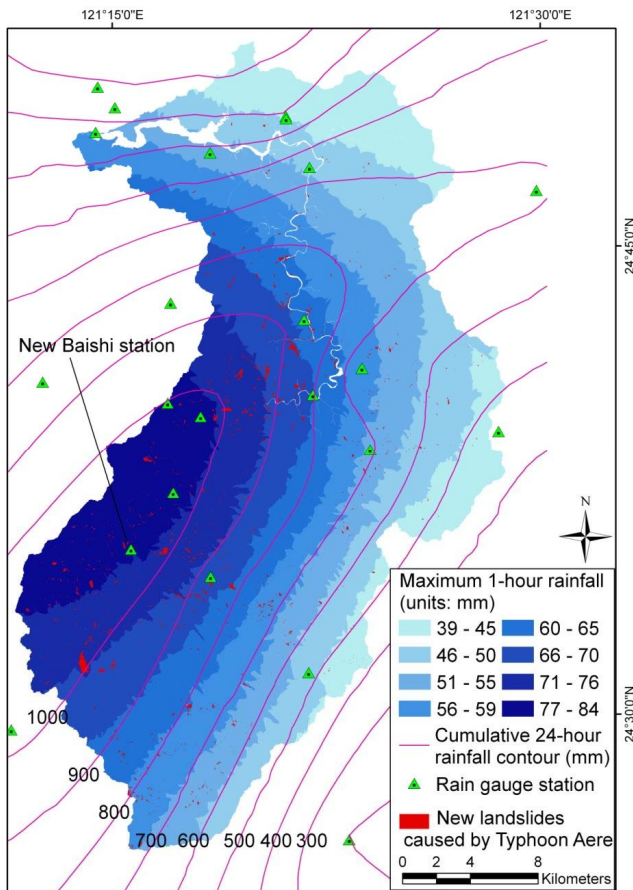 121°15'0"E
121°30'0"E
24°45'0"N
New Baishi station
N
Maximum 1-hour rainfall
(units: mm)
39 - 45
60 - 65
46 - 50
66 - 70
51 - 55
71 - 76
56 - 59
77 - 84
24°30'0"N
Cumulative 24-hour
rainfall contour (mm)
Rain gauge station
New landslides
caused by Typhoon Aere
1000
900
800
700 600 500 400 300
0 2 4 8
Kilometers